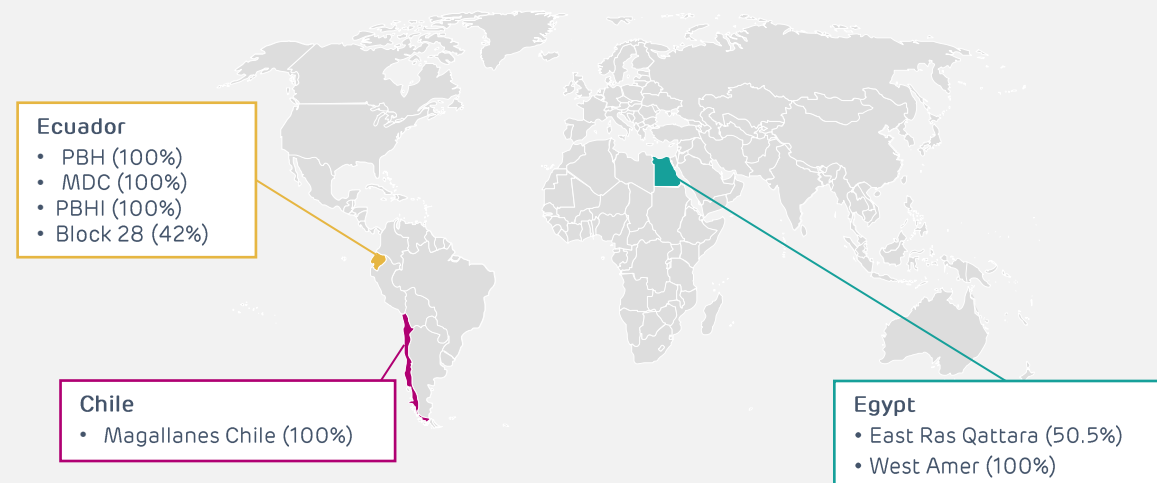 Ecuador
• PBH (100%)
• MDC (100%)
• PBHI (100%)
• Block 28 (42%)
Chile
• Magallanes Chile (100%)
Egypt
• East Ras Qattara (50.5%)
• West Amer (100%)